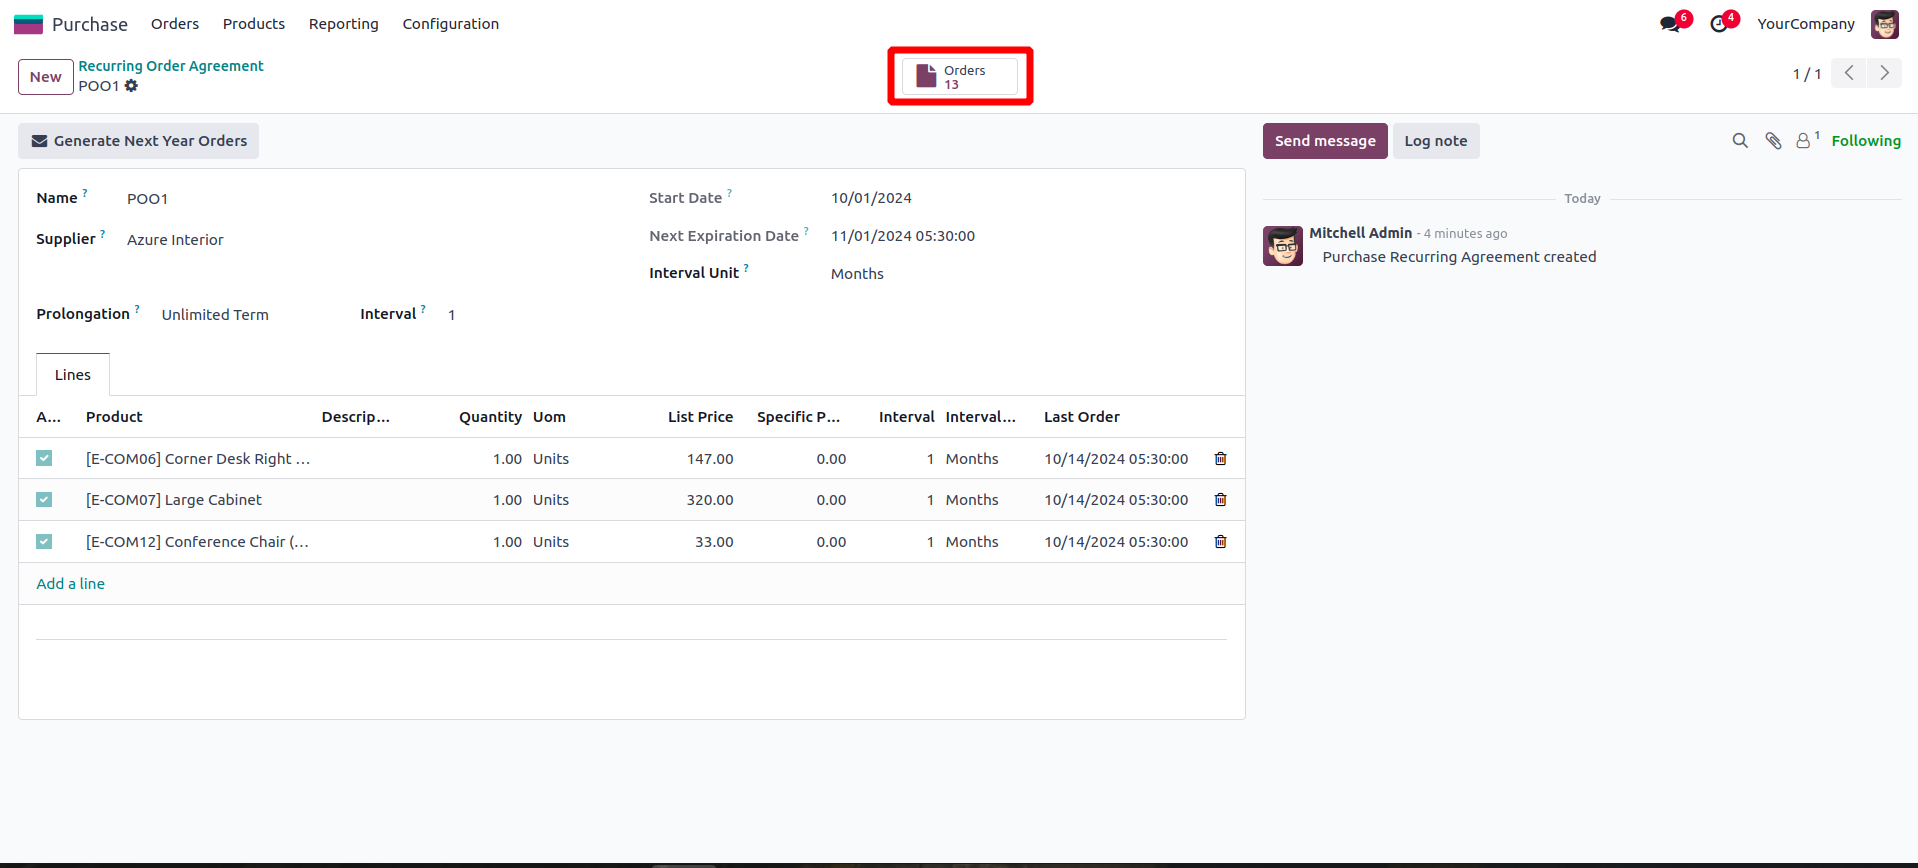 Purchase Orders Products Reporting Configuration 6 4 YourCompany
New Recurring Order Agreement
POO1
Orders
13
1 / 1
Generate Next Year Orders
Send message Log note 1 Following
Name ? POO1
Supplier ? Azure Interior
Start Date ? 10/01/2024
Next Expiration Date ? 11/01/2024 05:30:00
Interval Unit ? Months
Prolongation ? Unlimited Term Interval ? 1
Lines
A... Product Descrip... Quantity Uom List Price Specific P... Interval Interval... Last Order
[E-COM06] Corner Desk Right ... 1.00 Units 147.00 0.00 1 Months 10/14/2024 05:30:00
[E-COM07] Large Cabinet 1.00 Units 320.00 0.00 1 Months 10/14/2024 05:30:00
[E-COM12] Conference Chair (... 1.00 Units 33.00 0.00 1 Months 10/14/2024 05:30:00
Add a line
Today
Mitchell Admin - 4 minutes ago
Purchase Recurring Agreement created